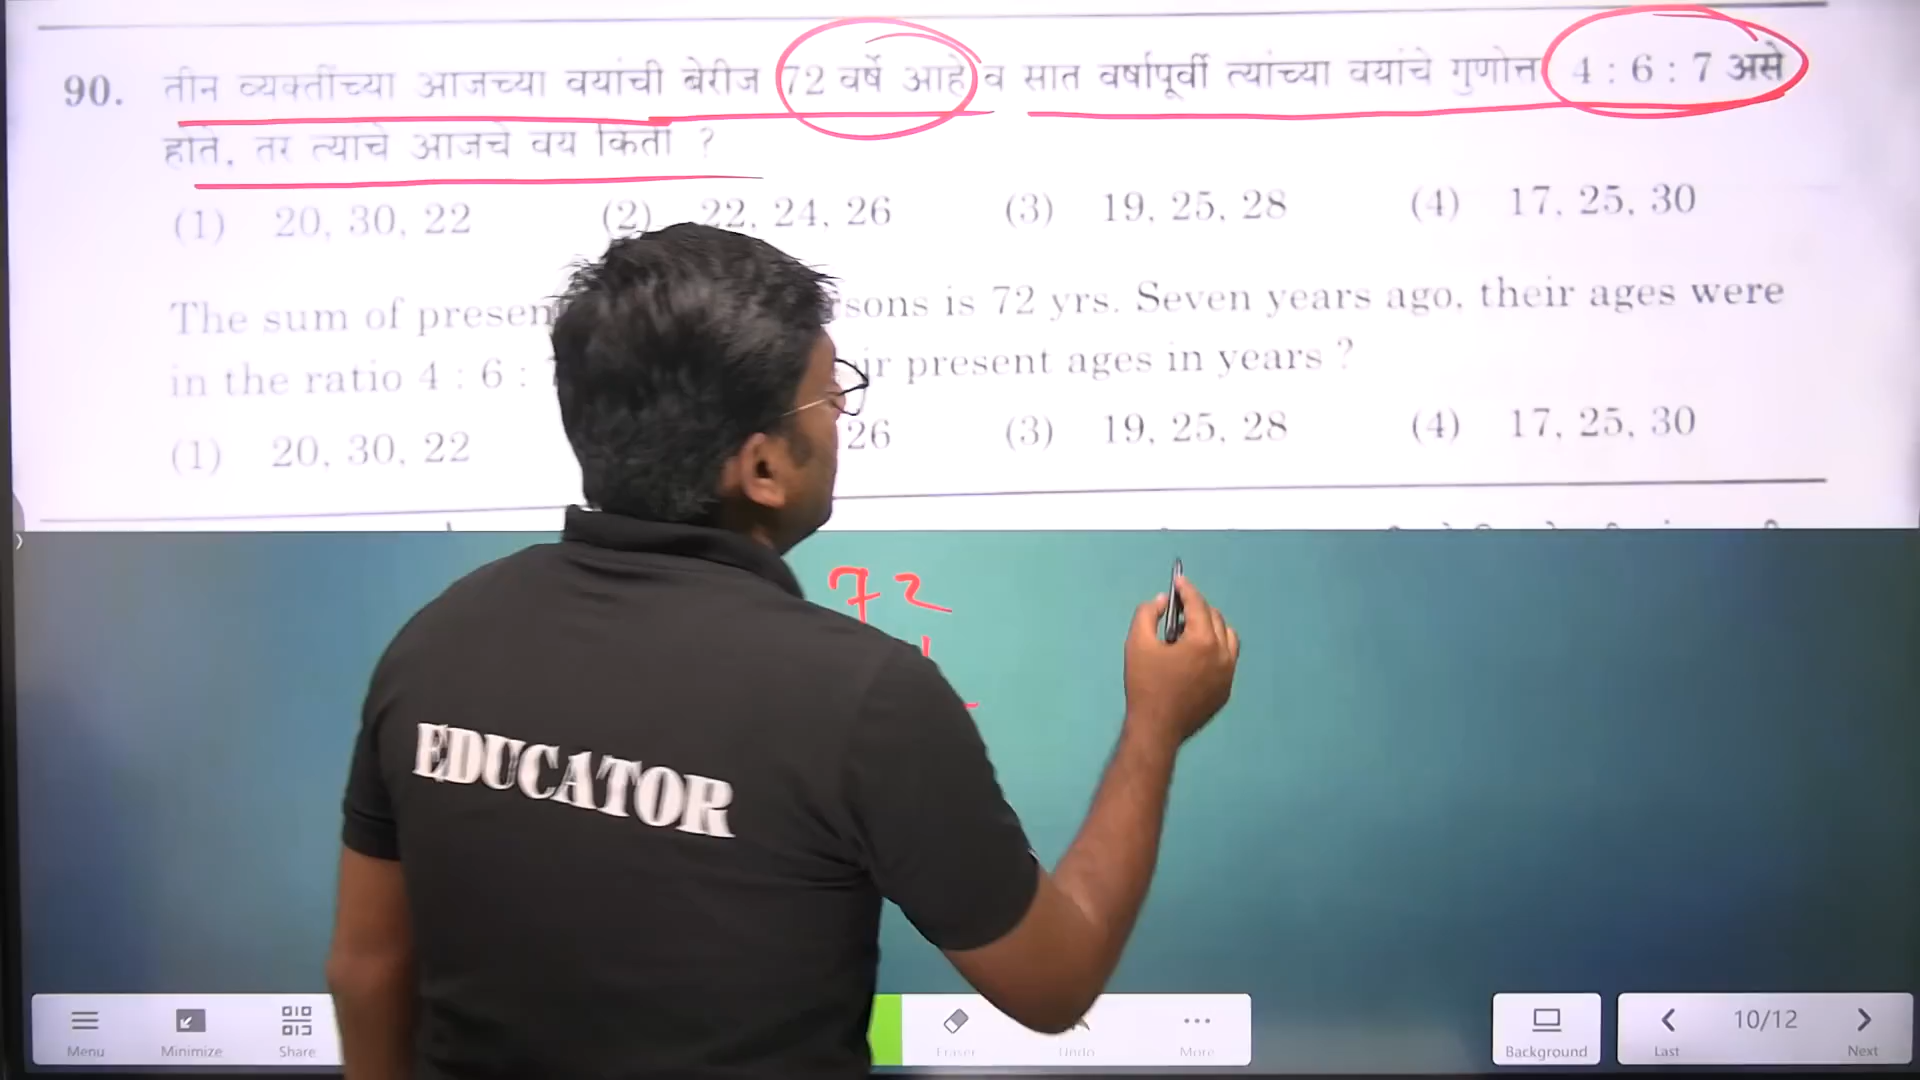 90. तीन व्यक्तींच्या आजच्या वयांची बेरीज 72 वर्षे आहे व सात वर्षापूर्वी त्यांच्या वयांचे गुणोत्त 4 : 6 : 7 असे
होते, तर त्यांचे आजचे वय किती ?
(1) 20, 30, 22 (2) 22, 24, 26 (3) 19, 25, 28 (4) 17, 25, 30
The sum of presen sons is 72 yrs. Seven years ago, their ages were
in the ratio 4 : 6 : ir present ages in years ?
(1) 20, 30, 22 26 (3) 19, 25, 28 (4) 17, 25, 30
72
EDUCATOR
Menu Minimize Share Eraser Undo More Background Last 10/12 Next